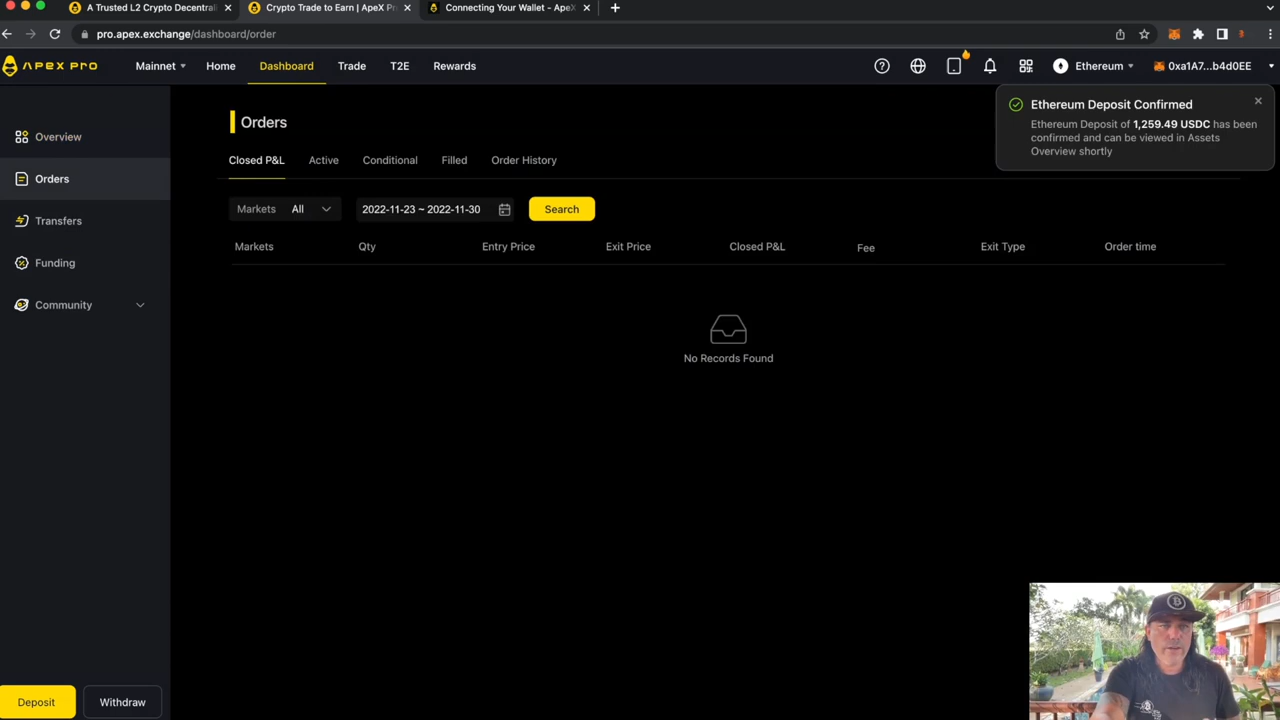 A Trusted L2 Crypto Decentrali
Crypto Trade to Earn | ApeX Pr
Connecting Your Wallet - ApeX
pro.apex.exchange/dashboard/order
APEX PRO
Mainnet
Home
Dashboard
Trade
T2E
Rewards
Ethereum
0xa1A7...b4d0EE
Ethereum Deposit Confirmed
Ethereum Deposit of 1,259.49 USDC has been
confirmed and can be viewed in Assets
Overview shortly
Overview
Orders
Transfers
Funding
Community
Orders
Closed P&L
Active
Conditional
Filled
Order History
Markets All
2022-11-23 ~ 2022-11-30
Search
Markets
Qty
Entry Price
Exit Price
Closed P&L
Fee
Exit Type
Order time
No Records Found
Deposit
Withdraw